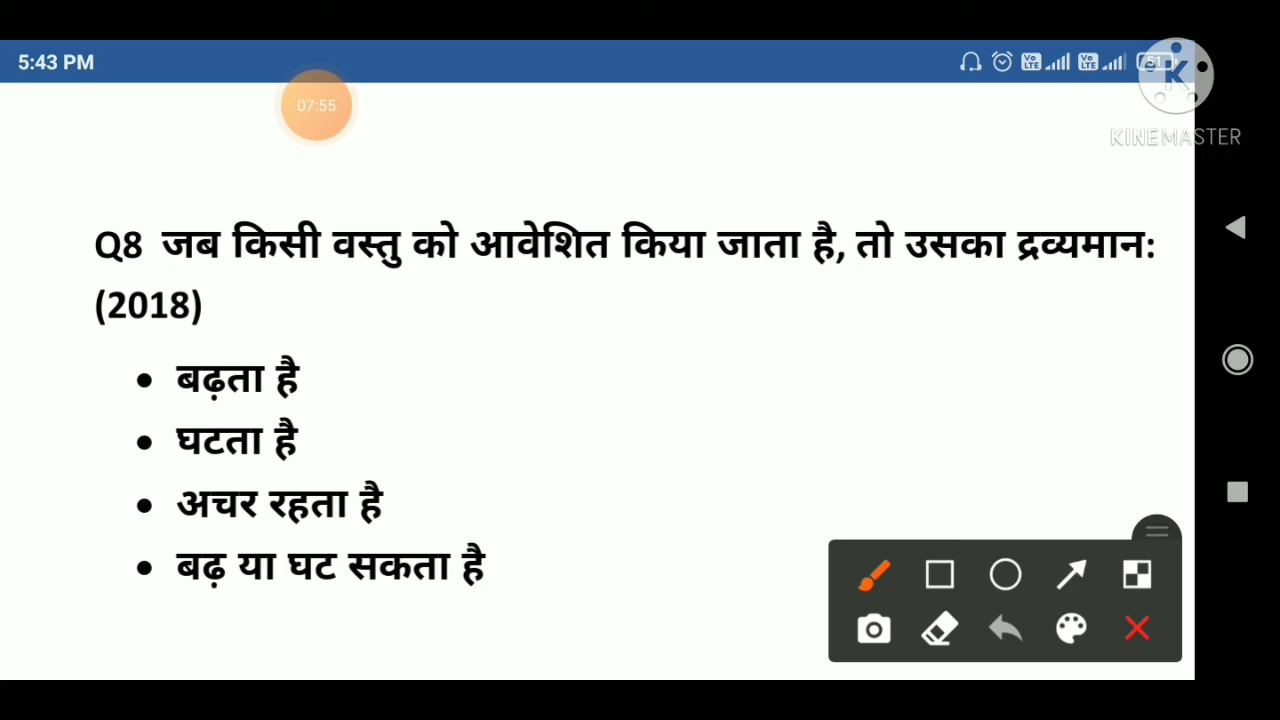 5:43 PM
51
07:55
KINEMASTER
Q8 जब किसी वस्तु को आवेशित किया जाता है, तो उसका द्रव्यमान:
(2018)
• बढ़ता है
• घटता है
• अचर रहता है
• बढ़ या घट सकता है